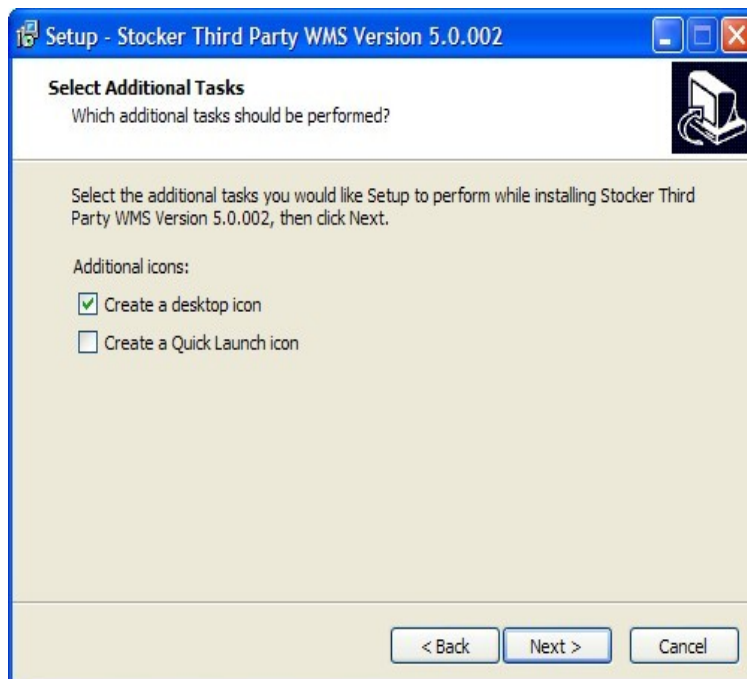 Setup - Stocker Third Party WMS Version 5.0.002
Select Additional Tasks
Which additional tasks should be performed?
Select the additional tasks you would like Setup to perform while installing Stocker Third
Party WMS Version 5.0.002, then click Next.
Additional icons:
Create a desktop icon
Create a Quick Launch icon
< Back
Next >
Cancel